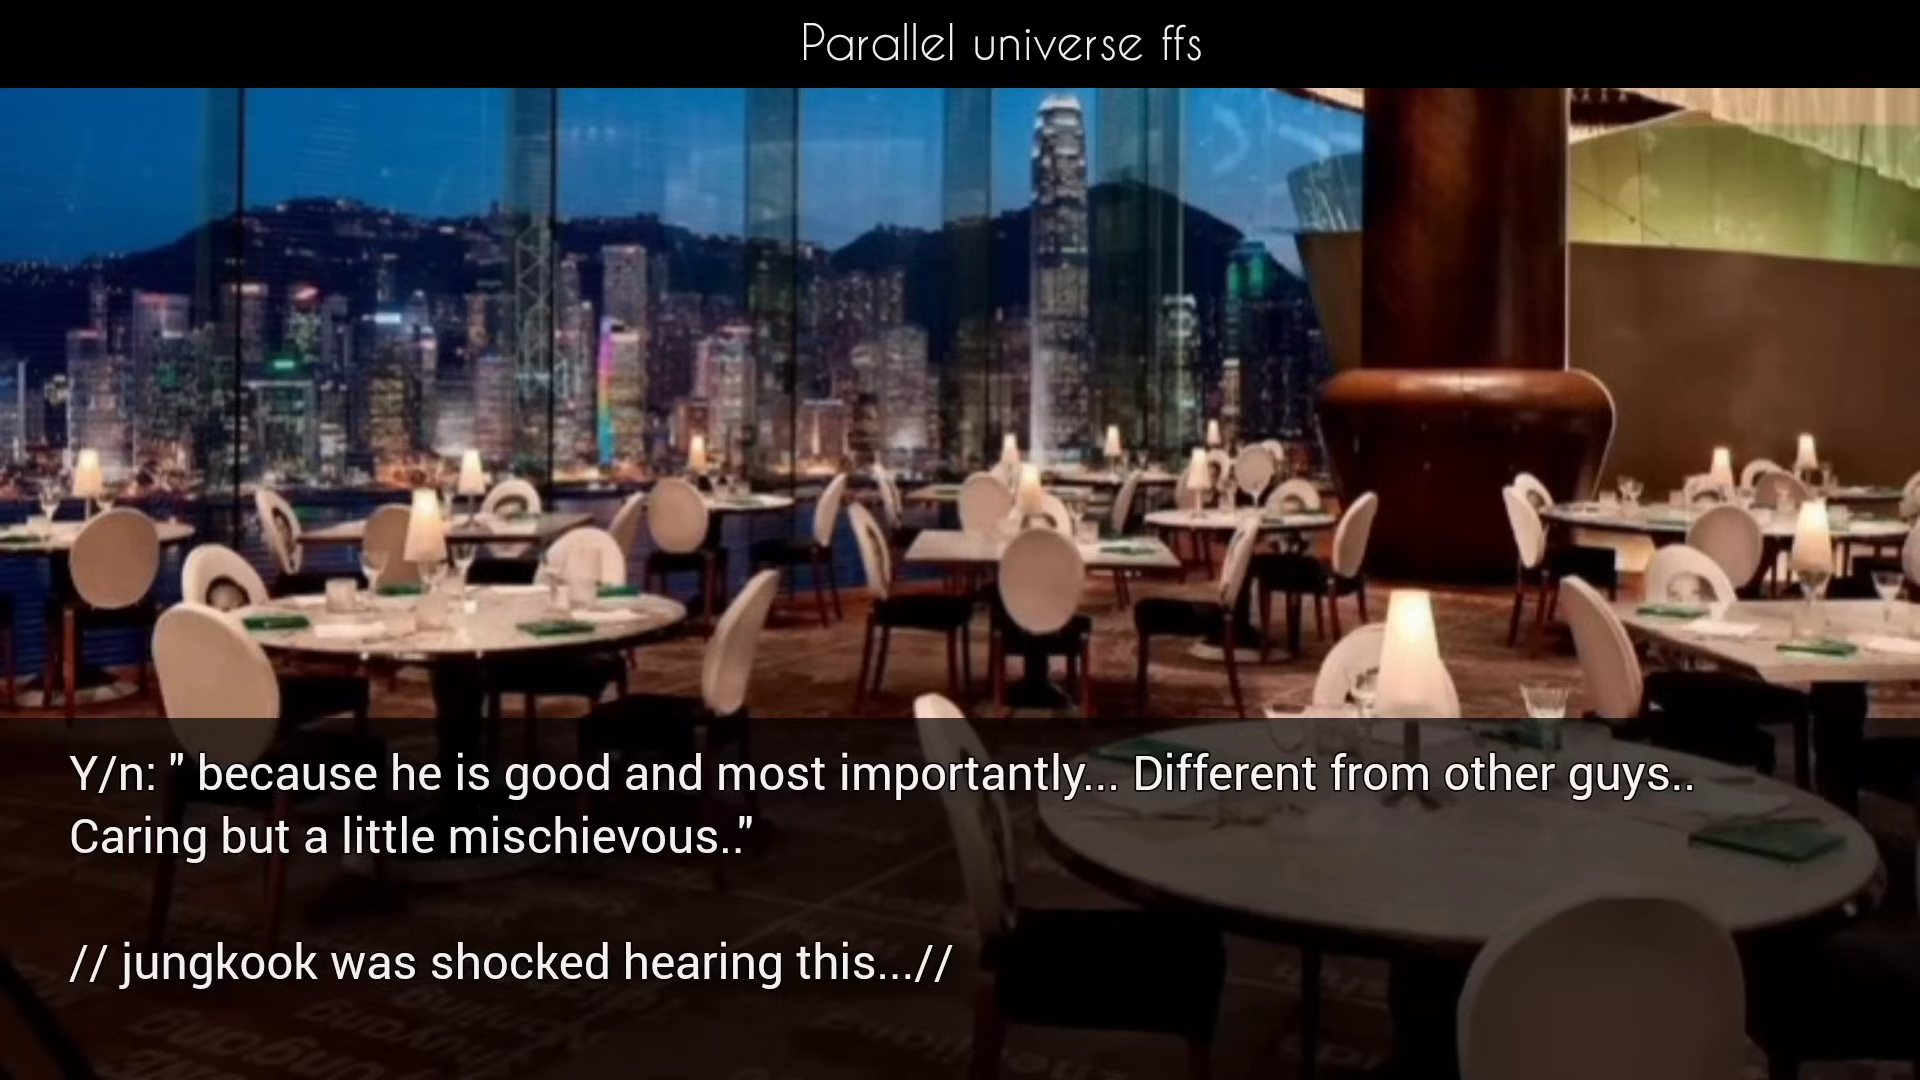 Parallel universe ffs
Y/n: " because he is good and most importantly... Different from other guys..
Caring but a little mischievous.."
// jungkook was shocked hearing this...//